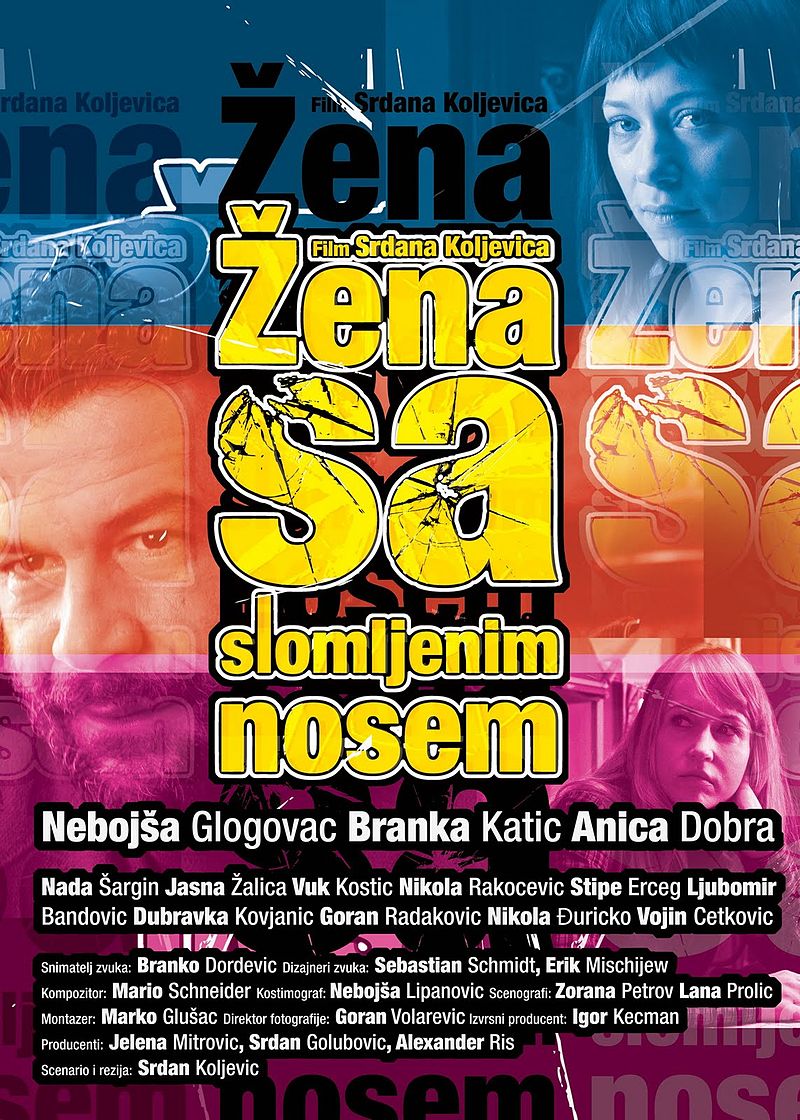 Film Srdana Koljevica
Žena
Film Srdana Koljevica
Žena
sa
slomljenim
nosem
Nebojša Glogovac Branka Katic Anica Dobra
Nada Šargin Jasna Žalica Vuk Kostic Nikola Rakocevic Stipe Erceg Ljubomir
Bandovic Dubravka Kovjanic Goran Radakovic Nikola Đuricko Vojin Cetkovic
Snimatelj zvuka: Branko Dordevic Dizajneri zvuka: Sebastian Schmidt, Erik Mischijew
Kompozitor: Mario Schneider Kostimograf: Nebojša Lipanovic Scenografi: Zorana Petrov Lana Prolic
Montazer: Marko Glušac Direktor fotografije: Goran Volarevic Izvrsni producent: Igor Kecman
Producenti: Jelena Mitrovic, Srdan Golubovic, Alexander Ris
Scenario i rezija: Srdan Koljevic